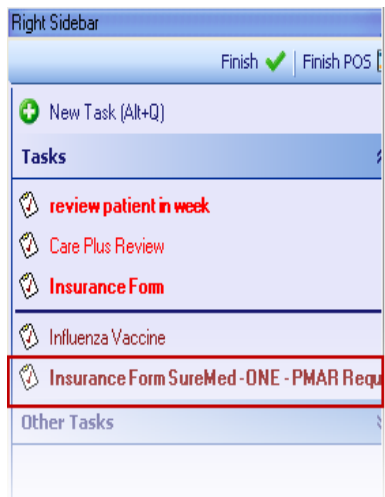 Right Sidebar
Finish | Finish POS
New Task (Alt+Q)
Tasks
review patient in week
Care Plus Review
Insurance Form
Influenza Vaccine
Insurance Form SureMed -ONE - PMAR Requ
Other Tasks